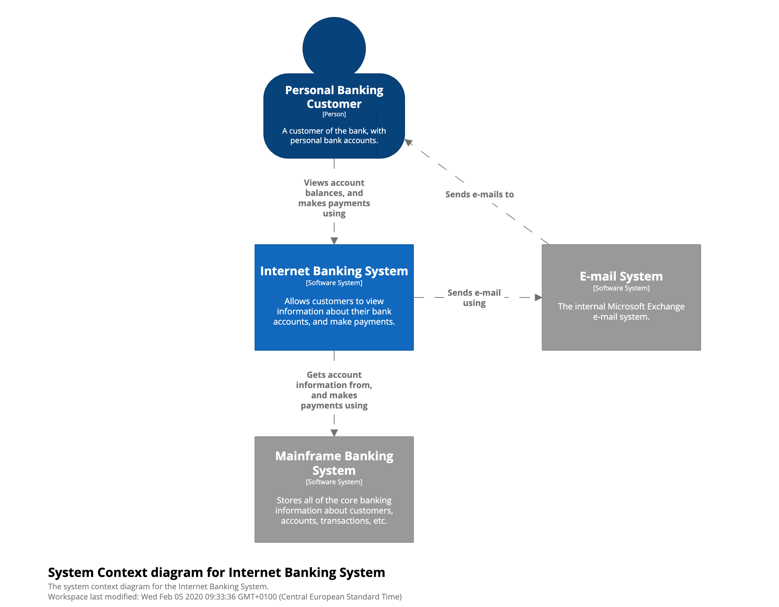 Personal Banking
Customer
[Person]
A customer of the bank, with
personal bank accounts.
Views account
balances, and
makes payments
using
Sends e-mails to
Internet Banking System
[Software System]
Allows customers to view
information about their bank
accounts, and make payments.
Sends e-mail
using
E-mail System
[Software System]
The internal Microsoft Exchange
e-mail system.
Gets account
information from,
and makes
payments using
Mainframe Banking
System
[Software System]
Stores all of the core banking
information about customers,
accounts, transactions, etc.
System Context diagram for Internet Banking System
The system context diagram for the Internet Banking System.
Workspace last modified: Wed Feb 05 2020 09:33:36 GMT+0100 (Central European Standard Time)